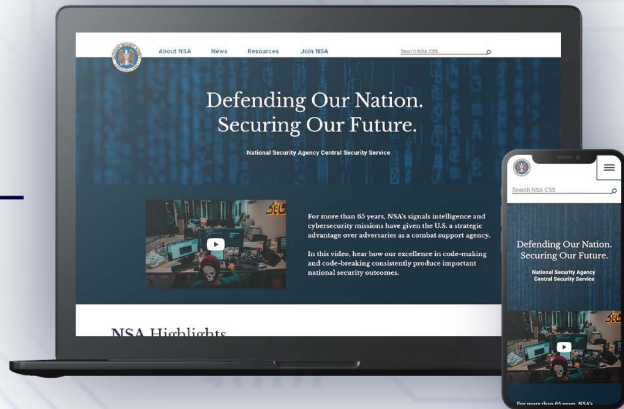 About NSA News Resources Join NSA Search NSA CSS
Defending Our Nation.
Securing Our Future.
National Security Agency Central Security Service
For more than 65 years, NSA's signals intelligence and
cybersecurity missions have given the U.S. a strategic
advantage over adversaries as a combat support agency.
In this video, hear how our excellence in code-making
and code-breaking consistently produce important
national security outcomes.
NSA Highlights
Search NSA CSS
Defending Our Nation.
Securing Our Future.
National Security Agency
Central Security Service
For more than 65 years, NSA's